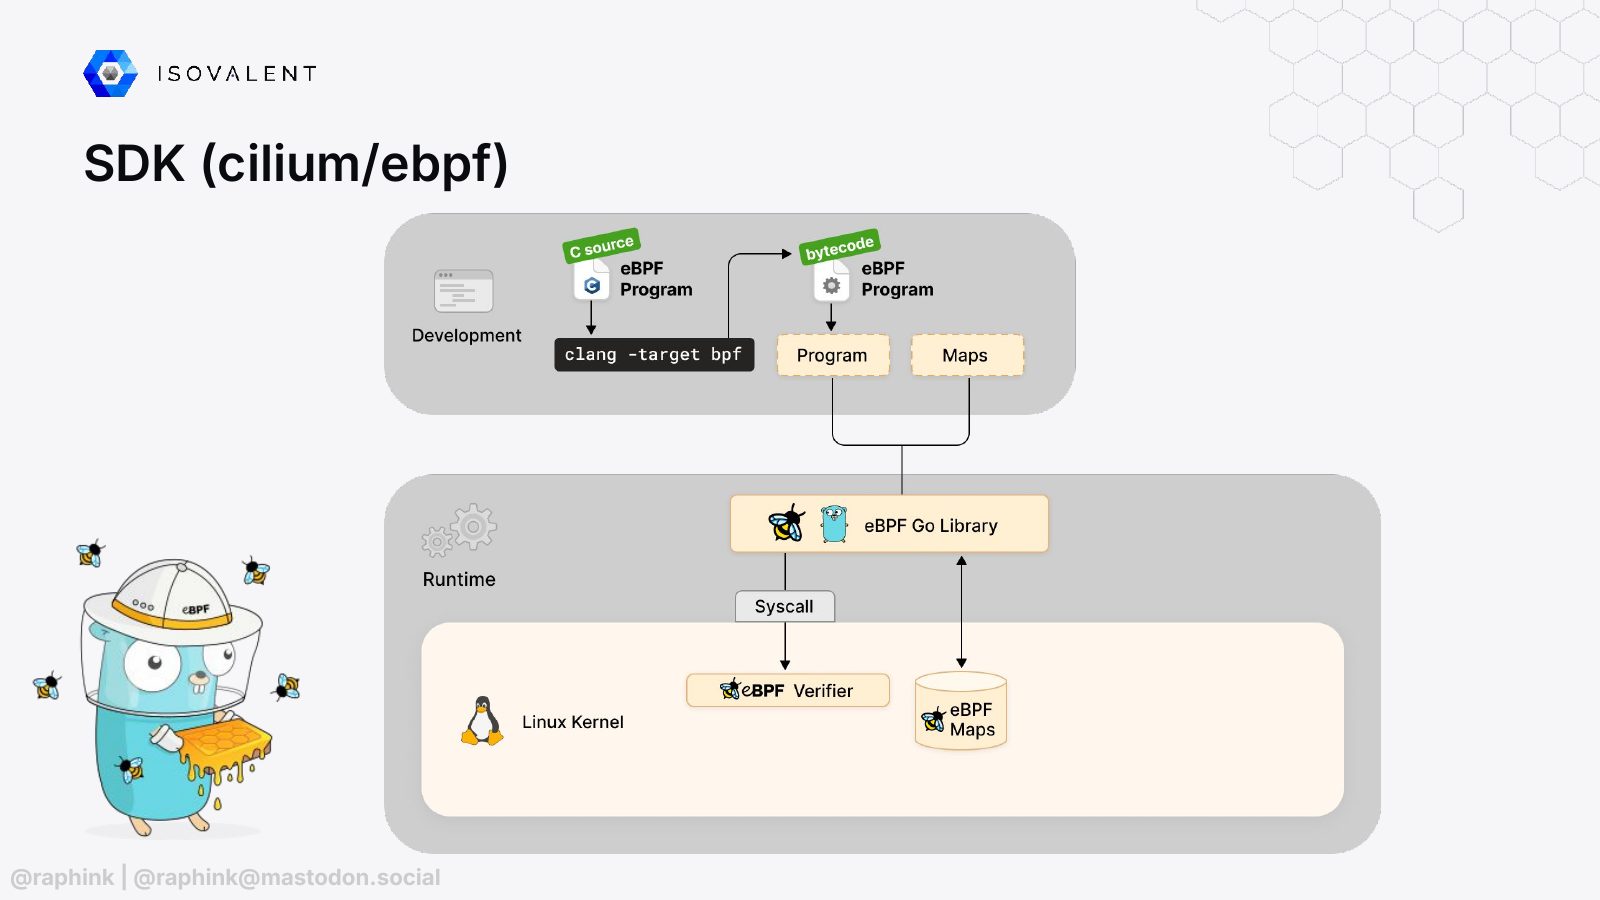 ISOVALENT
SDK (cilium/ebpf)
C source
eBPF
Program
bytecode
eBPF
Program
Development
clang -target bpf
Program
Maps
eBPF Go Library
Runtime
Syscall
eBPF Verifier
Linux Kernel
eBPF
Maps
eBPF
@raphink | @raphink@mastodon.social